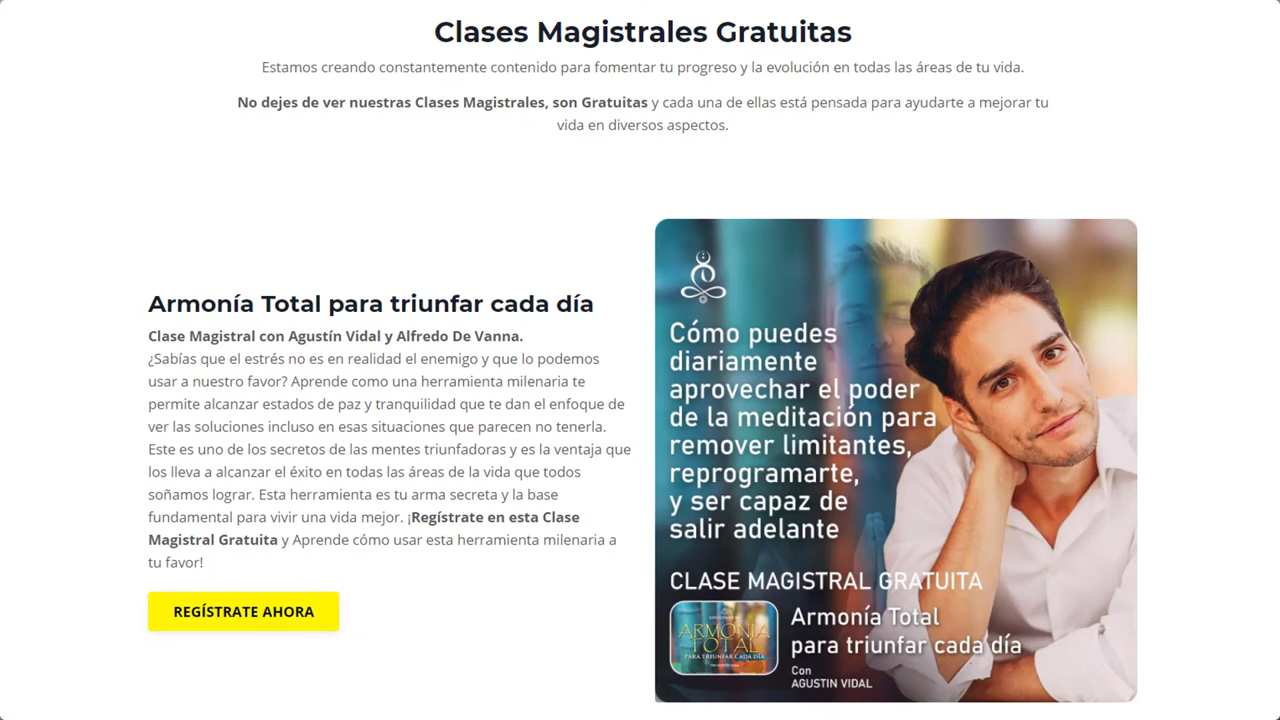 Clases Magistrales Gratuitas
Estamos creando constantemente contenido para fomentar tu progreso y la evolución en todas las áreas de tu vida.
No dejes de ver nuestras Clases Magistrales, son Gratuitas y cada una de ellas está pensada para ayudarte a mejorar tu
vida en diversos aspectos.
Armonía Total para triunfar cada día
Clase Magistral con Agustín Vidal y Alfredo De Vanna.
¿Sabías que el estrés no es en realidad el enemigo y que lo podemos
usar a nuestro favor? Aprende como una herramienta milenaria te
permite alcanzar estados de paz y tranquilidad que te dan el enfoque de
ver las soluciones incluso en esas situaciones que parecen no tenerla.
Este es uno de los secretos de las mentes triunfadoras y es la ventaja que
los lleva a alcanzar el éxito en todas las áreas de la vida que todos
soñamos lograr. Esta herramienta es tu arma secreta y la base
fundamental para vivir una vida mejor. ¡Regístrate en esta Clase
Magistral Gratuita y Aprende cómo usar esta herramienta milenaria a
tu favor!
REGÍSTRATE AHORA
Cómo puedes
diariamente
aprovechar el poder
de la meditación para
remover limitantes,
reprogramarte,
y ser capaz de
salir adelante
CLASE MAGISTRAL GRATUITA
ARMONÍA
TOTAL
PARA TRIUNFAR CADA DÍA
Armonía Total
para triunfar cada día
Con
AGUSTIN VIDAL